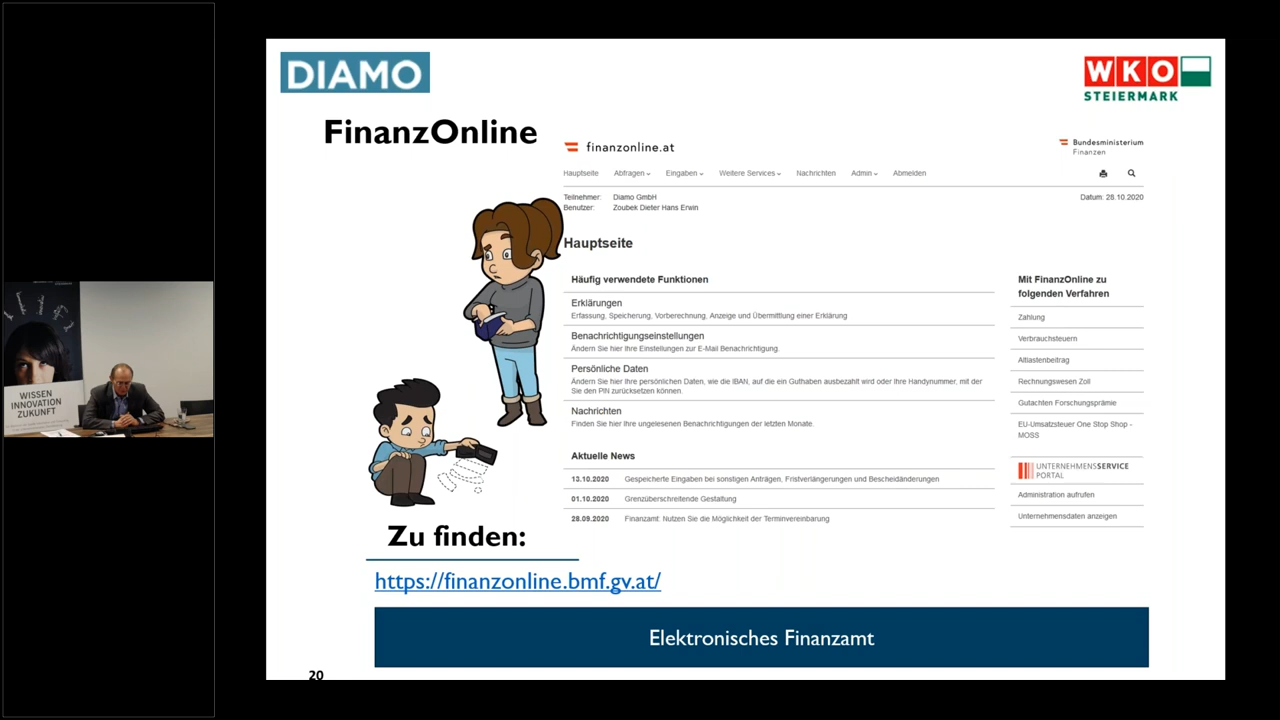 DIAMO
WKO
STEIERMARK
FinanzOnline
finanzonline.at
Bundesministerium
Finanzen
Hauptseite Abfragen Eingaben Weitere Services Nachrichten Admin Abmelden
Teilnehmer: Diamo GmbH
Datum: 28.10.2020
Benutzer: Zoubek Dieter Hans Erwin
Hauptseite
Häufig verwendete Funktionen
Erklärungen
Erfassung, Speicherung, Vorberechnung, Anzeige und Übermittlung einer Erklärung
Benachrichtigungseinstellungen
Ändern Sie hier Ihre Einstellungen zur E-Mail Benachrichtigung.
Persönliche Daten
Ändern Sie hier Ihre persönlichen Daten, wie die IBAN, auf die ein Guthaben ausbezahlt wird oder Ihre Handynummer, mit der
Sie den PIN zurücksetzen können.
Nachrichten
Finden Sie hier Ihre ungelesenen Benachrichtigungen der letzten Monate.
Aktuelle News
13.10.2020 Gespeicherte Eingaben bei sonstigen Anträgen, Fristverlängerungen und Bescheidänderungen
01.10.2020 Grenzüberschreitende Gestaltung
28.09.2020 Finanzamt: Nutzen Sie die Möglichkeit der Terminvereinbarung
Mit FinanzOnline zu
folgenden Verfahren
Zahlung
Verbrauchsteuern
Altlastenbeitrag
Rechnungswesen Zoll
Gutachten Forschungsprämie
EU-Umsatzsteuer One Stop Shop -
MOSS
UNTERNEHMENSSERVICE
PORTAL
Administration aufrufen
Unternehmensdaten anzeigen
Zu finden:
https://finanzonline.bmf.gv.at/
Elektronisches Finanzamt
20
WISSEN
INNOVATION
ZUKUNFT